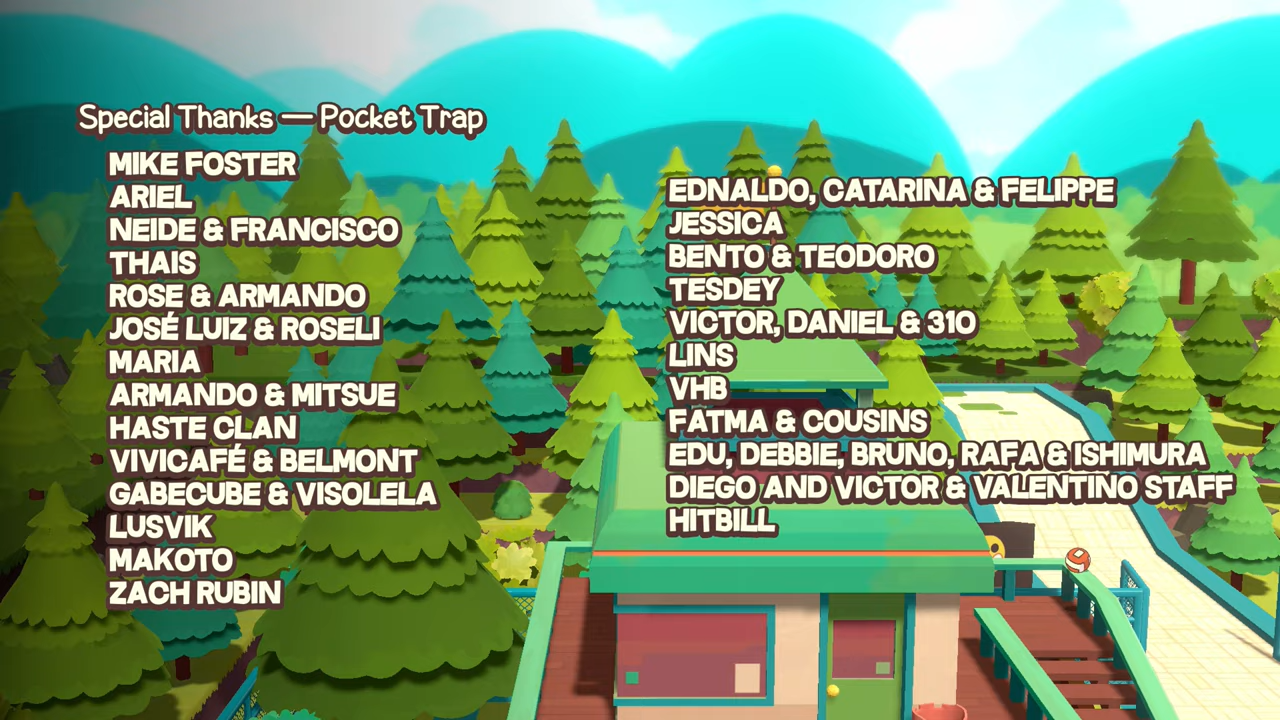 Special Thanks — Pocket Trap
MIKE FOSTER
ARIEL
NEIDE & FRANCISCO
THAIS
ROSE & ARMANDO
JOSÉ LUIZ & ROSELI
MARIA
ARMANDO & MITSUE
HASTE CLAN
VIVICAFÉ & BELMONT
GABECUBE & VISOLELA
LUSVIK
MAKOTO
ZACH RUBIN
EDNALDO, CATARINA & FELIPPE
JESSICA
BENTO & TEODORO
TESDEY
VICTOR, DANIEL & 310
LINS
VHB
FATMA & COUSINS
EDU, DEBBIE, BRUNO, RAFA & ISHIMURA
DIEGO AND VICTOR & VALENTINO STAFF
HITBILL